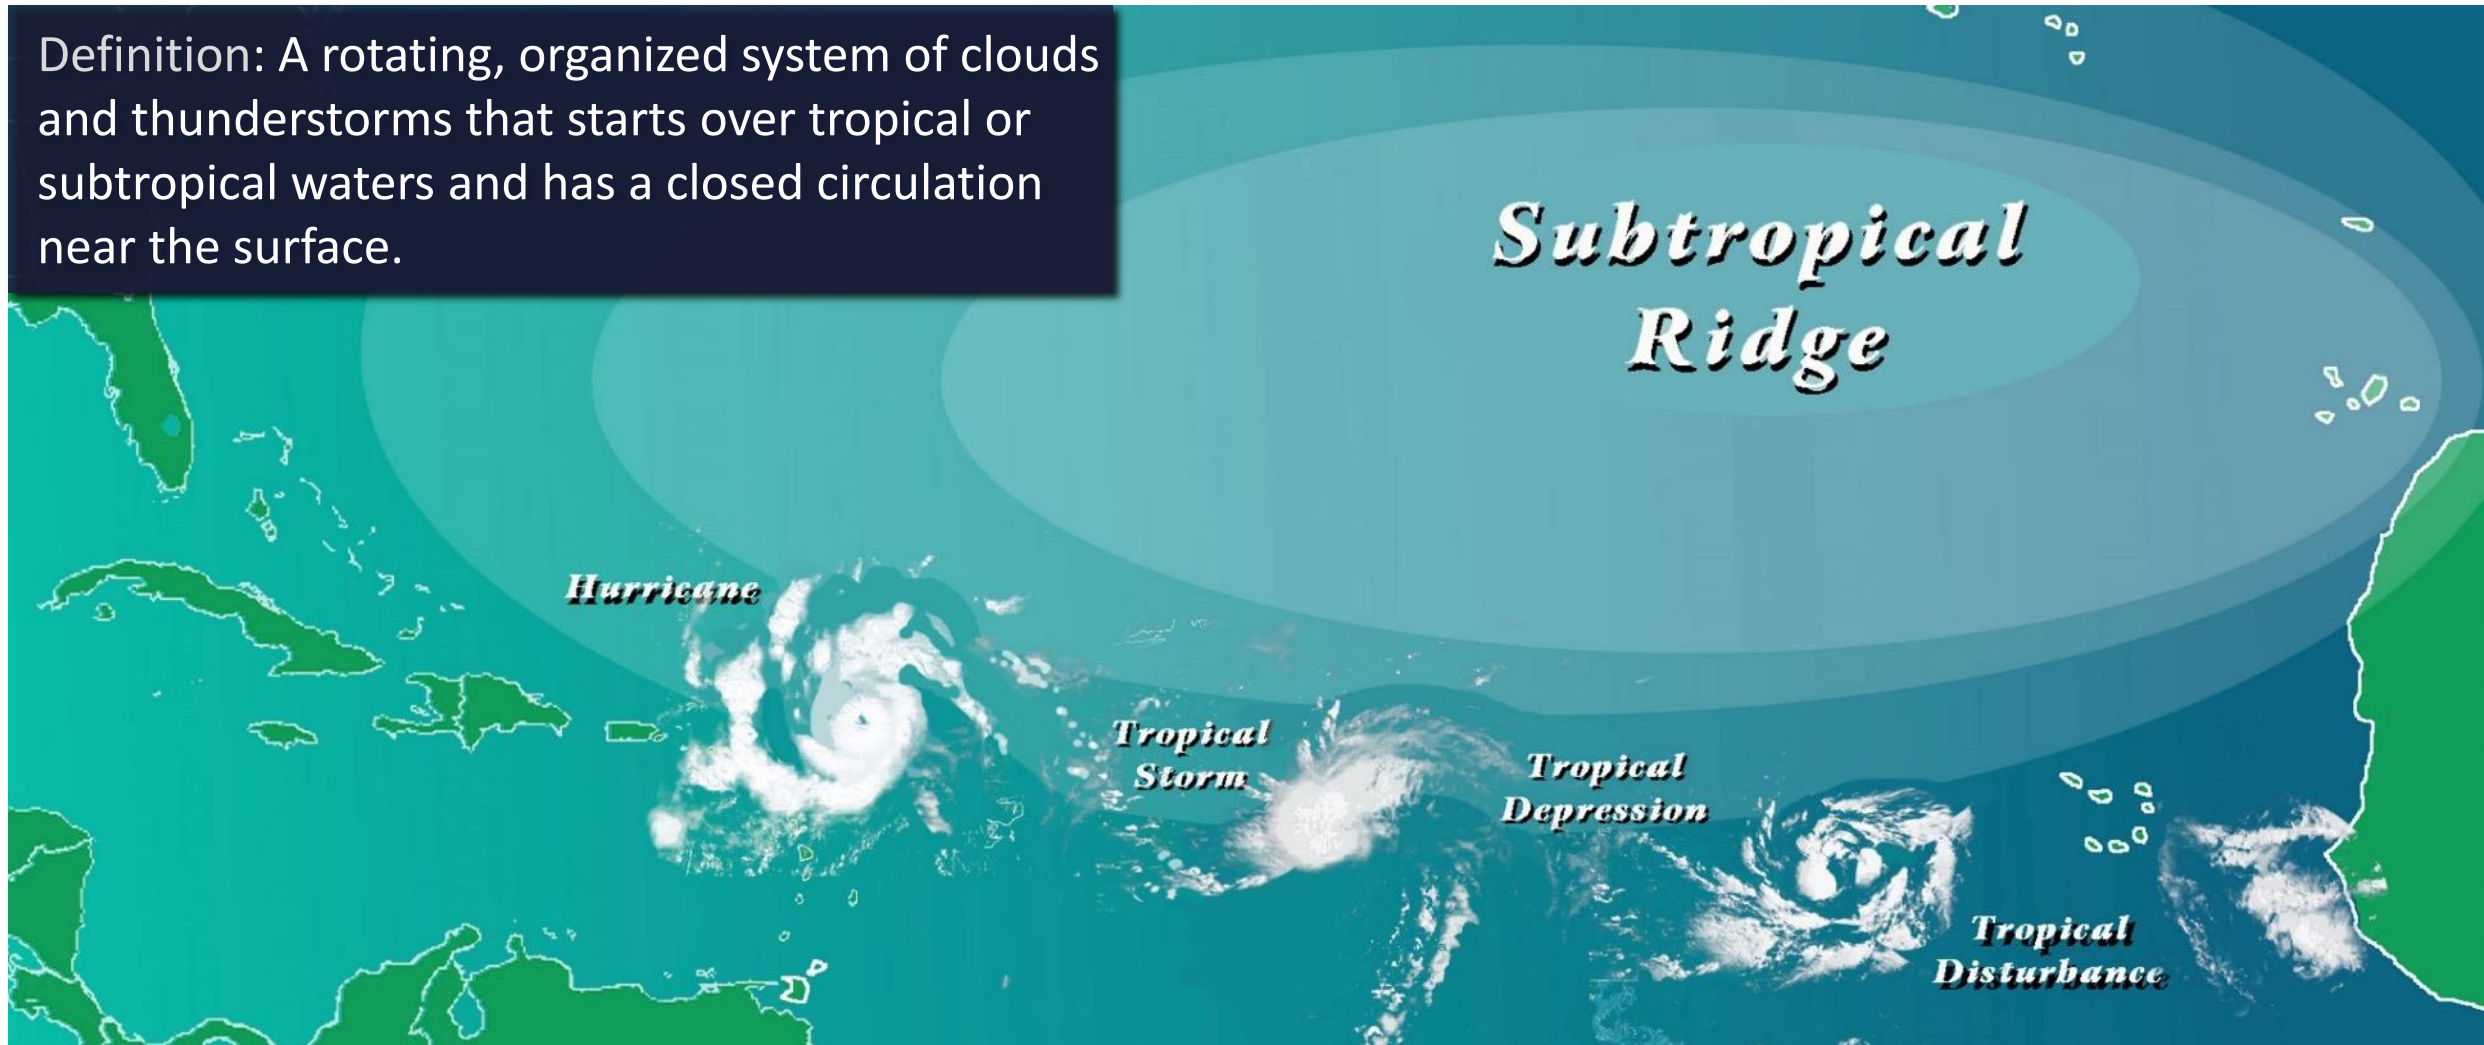 Definition: A rotating, organized system of clouds
and thunderstorms that starts over tropical or
subtropical waters and has a closed circulation
near the surface.
Subtropical
Ridge
Hurricane
Tropical
Storm
Tropical
Depression
Tropical
Disturbance